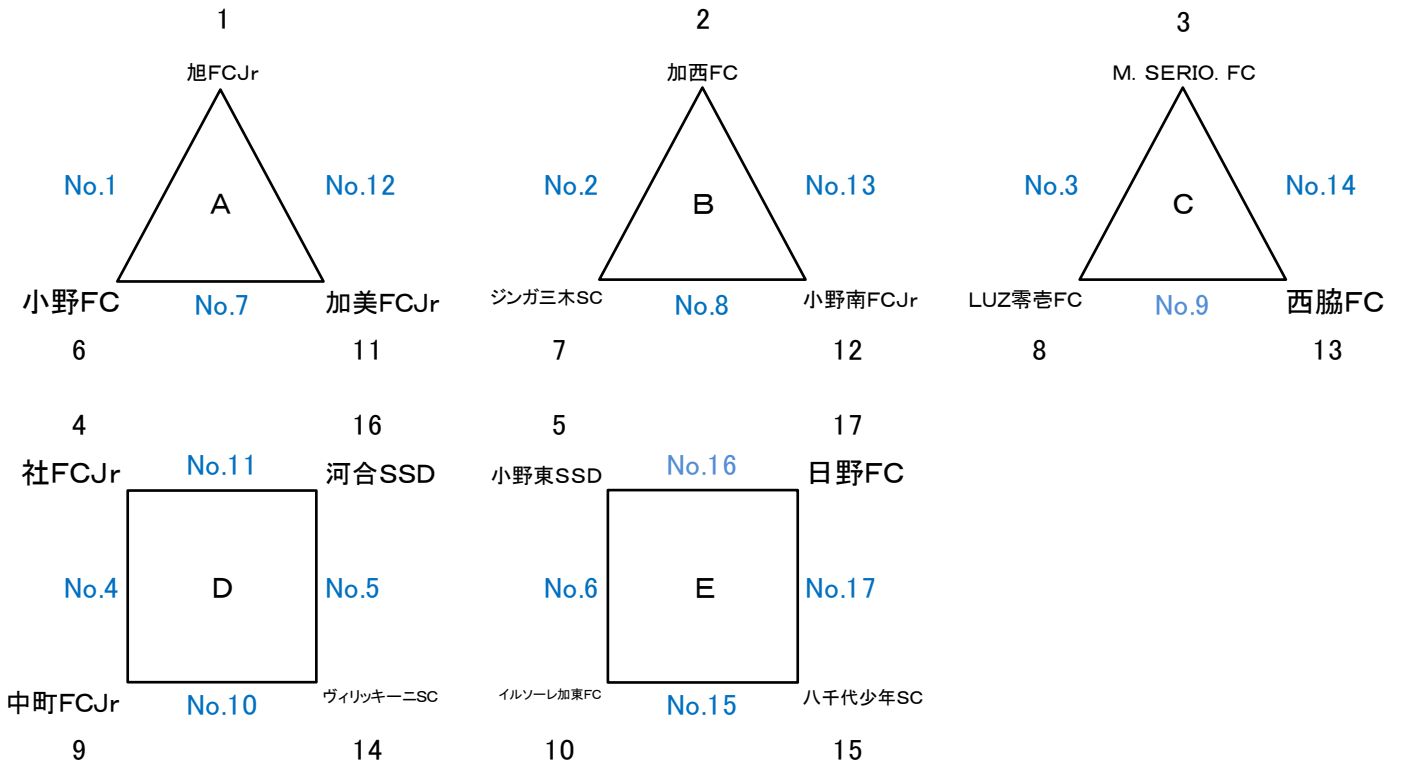 1 2 3
旭FCJr 加西FC M. SERIO. FC
No.1 A No.12 No.2 B No.13 No.3 C No.14
小野FC No.7 加美FCJr ジンガ三木SC No.8 小野南FCJr LUZ零壱FC No.9 西脇FC
6 11 7 12 8 13
4 16 5 17
社FCJr No.11 河合SSD 小野東SSD No.16 日野FC
No.4 D No.5 No.6 E No.17
中町FCJr No.10 ヴィリッキーニSC イルソーレ加東FC No.15 八千代少年SC
9 14 10 15